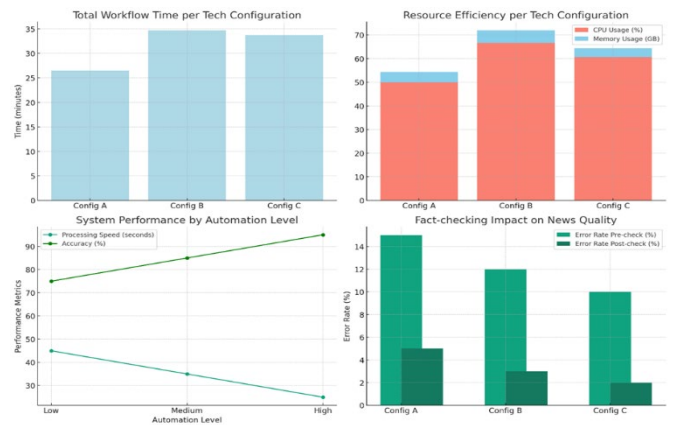 Total Workflow Time per Tech Configuration
Time (minutes)
35
30
25
20
15
10
5
0
Config A
Config B
Config C
Resource Efficiency per Tech Configuration
CPU Usage (%)
Memory Usage (GB)
70
60
50
40
30
20
10
0
Config A
Config B
Config C
System Performance by Automation Level
Processing Speed (seconds)
Accuracy (%)
Performance Metrics
90
80
70
60
50
40
30
Low
Medium
High
Automation Level
Fact-checking Impact on News Quality
Error Rate Pre-check (%)
Error Rate Post-check (%)
Error Rate (%)
14
12
10
8
6
4
2
0
Config A
Config B
Config C